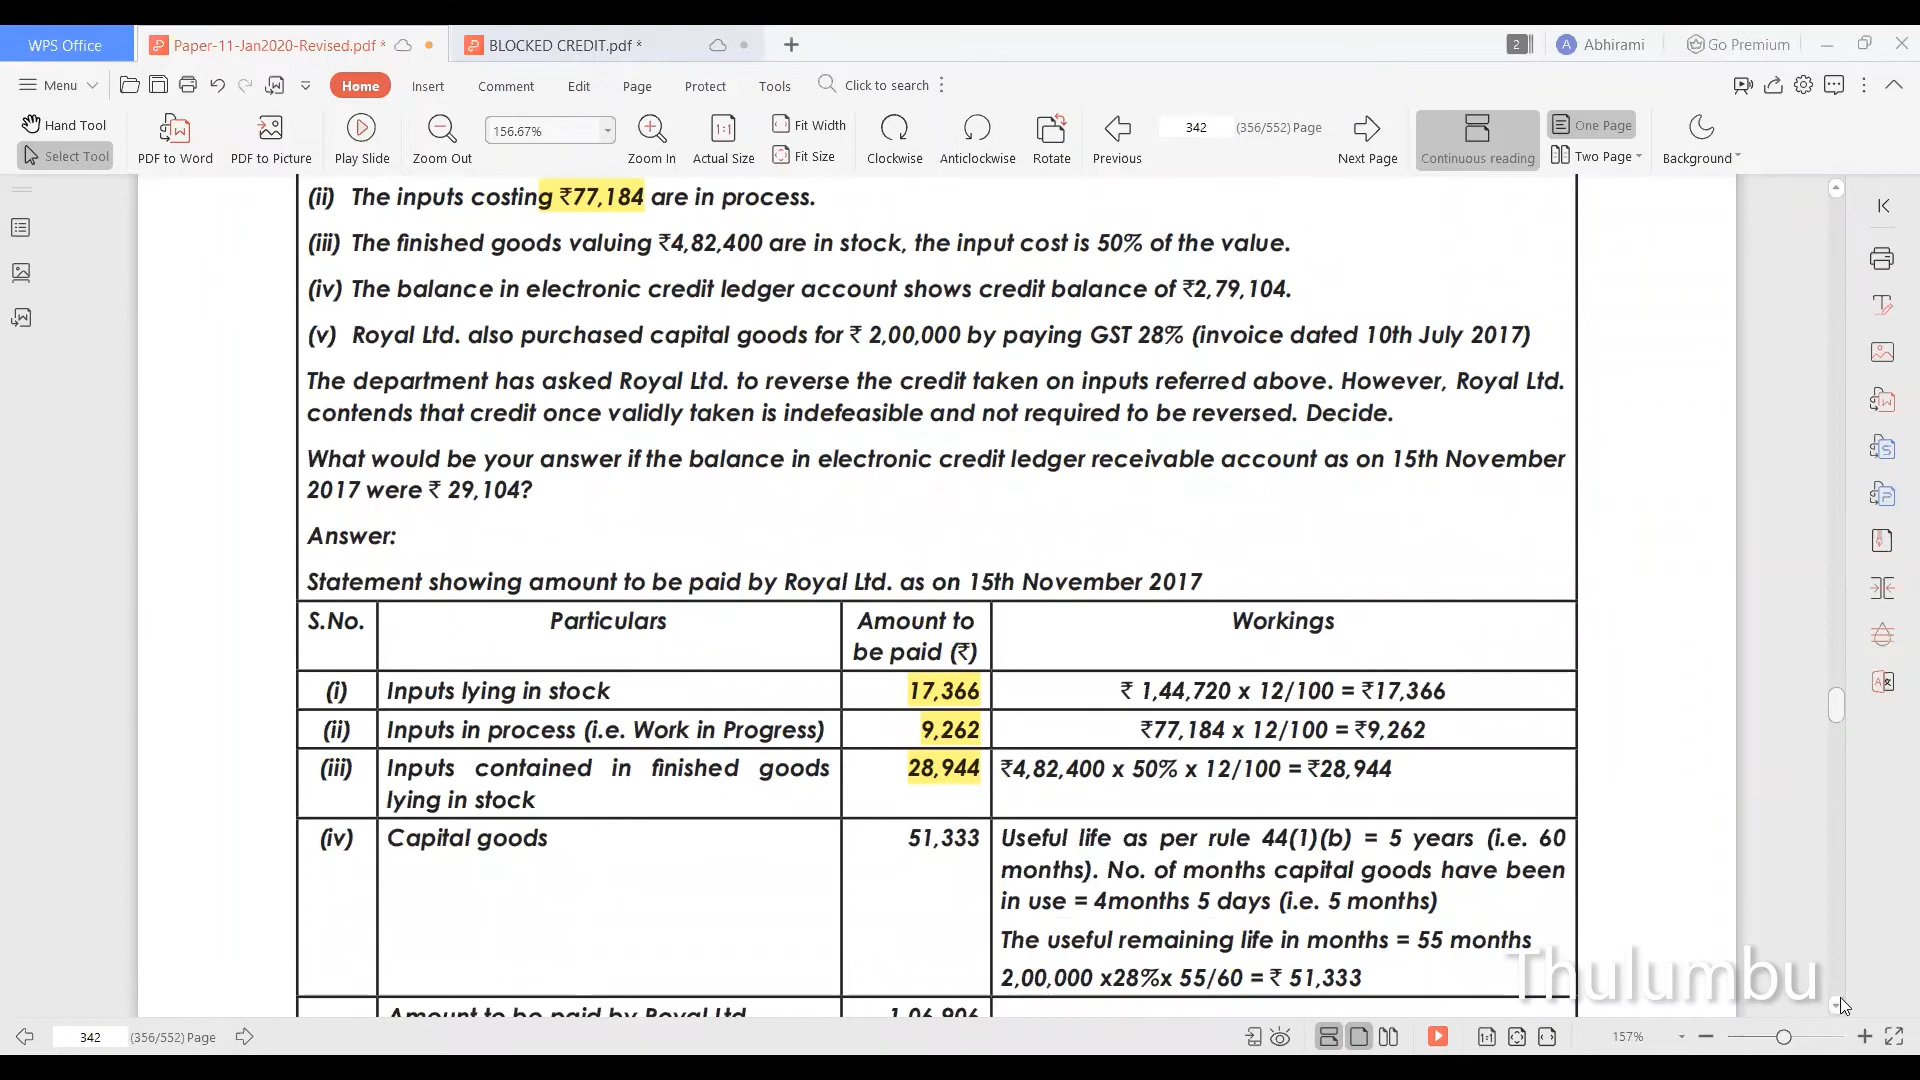 WPS Office
Paper-11-Jan2020-Revised.pdf *
BLOCKED CREDIT.pdf *
2
A
Abhirami
Go Premium
Menu
Home
Insert
Comment
Edit
Page
Protect
Tools
Click to search
Hand Tool
Select Tool
PDF to Word
PDF to Picture
Play Slide
Zoom Out
156.67%
Zoom In
1:1
Actual Size
Fit Width
Fit Size
Clockwise
Anticlockwise
Rotate
Previous
342
(356/552) Page
Next Page
Continuous reading
One Page
Two Page
Background
(ii) The inputs costing ₹77,184 are in process.
(iii) The finished goods valuing ₹4,82,400 are in stock, the input cost is 50% of the value.
(iv) The balance in electronic credit ledger account shows credit balance of ₹2,79,104.
(v) Royal Ltd. also purchased capital goods for ₹ 2,00,000 by paying GST 28% (invoice dated 10th July 2017)
The department has asked Royal Ltd. to reverse the credit taken on inputs referred above. However, Royal Ltd.
contends that credit once validly taken is indefeasible and not required to be reversed. Decide.
What would be your answer if the balance in electronic credit ledger receivable account as on 15th November
2017 were ₹ 29,104?
Answer:
Statement showing amount to be paid by Royal Ltd. as on 15th November 2017
S.No.
Particulars
Amount to
be paid (₹)
Workings
(i)
Inputs lying in stock
17,366
₹ 1,44,720 x 12/100 = ₹17,366
(ii)
Inputs in process (i.e. Work in Progress)
9,262
₹77,184 x 12/100 = ₹9,262
(iii)
Inputs contained in finished goods
lying in stock
28,944
₹4,82,400 x 50% x 12/100 = ₹28,944
(iv)
Capital goods
51,333
Useful life as per rule 44(1)(b) = 5 years (i.e. 60
months). No. of months capital goods have been
in use = 4months 5 days (i.e. 5 months)
The useful remaining life in months = 55 months
2,00,000 x28%x 55/60 = ₹ 51,333
Amount to be paid by Royal Ltd
1,06,906
Thulumbu
342
(356/552) Page
1:1
157%